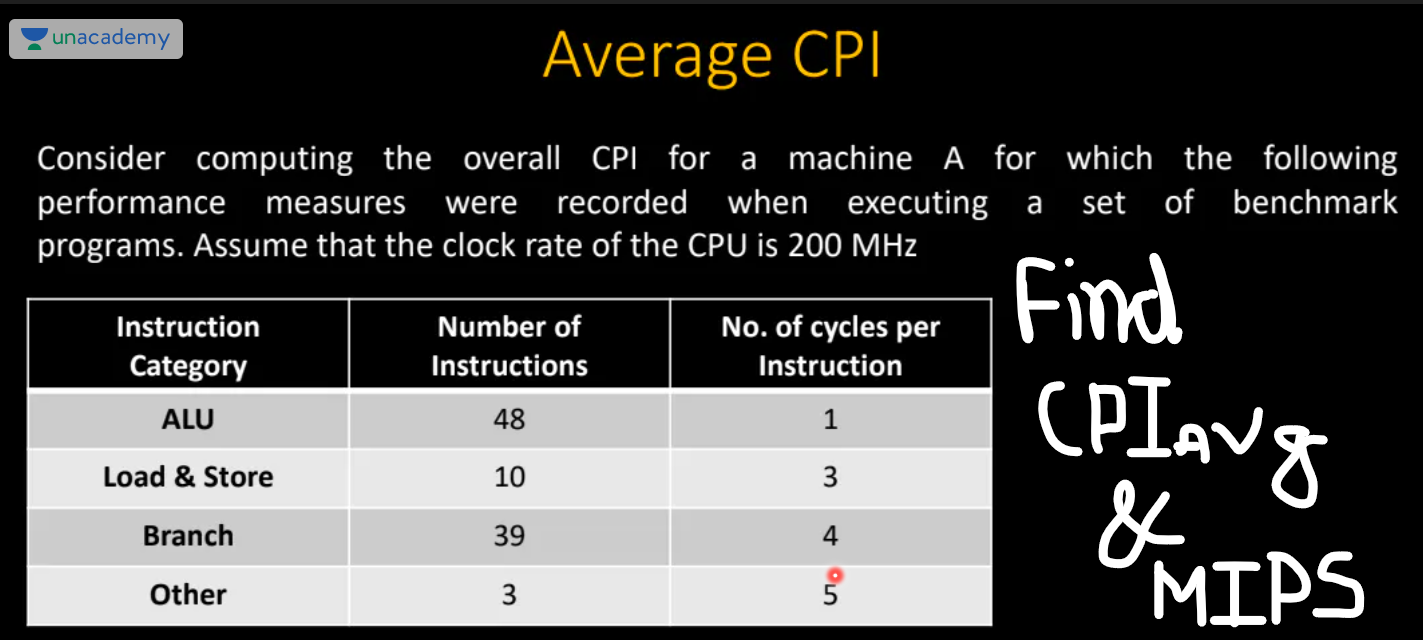 unacademy
Average CPI
Consider computing the overall CPI for a machine A for which the following
performance measures were recorded when executing a set of benchmark
programs. Assume that the clock rate of the CPU is 200 MHz
Instruction Category Number of Instructions No. of cycles per Instruction
ALU 48 1
Load & Store 10 3
Branch 39 4
Other 3 5
Find
CPIAvg
&
MIPS